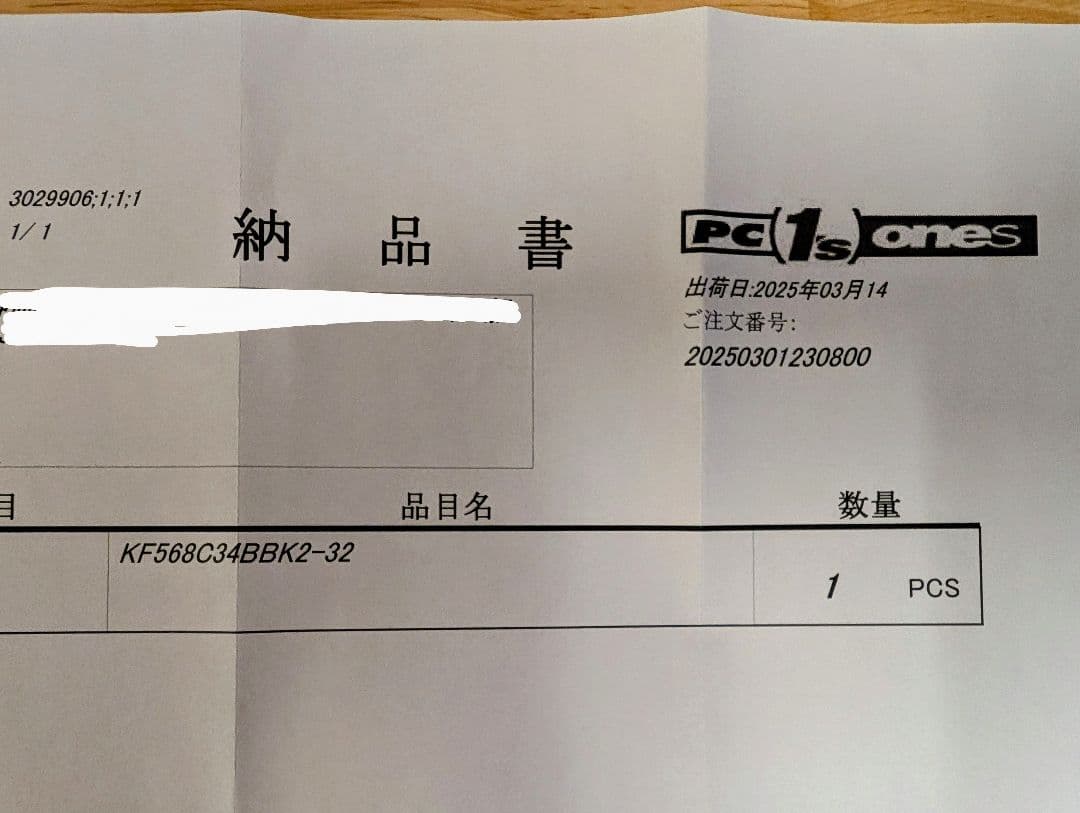 3029906;1;1;1
1/ 1
納品書
PC(1's)ones
出荷日:2025年03月14
ご注文番号:
20250301230800
目 品目名 数量
KF568C34BBK2-32
1 PCS